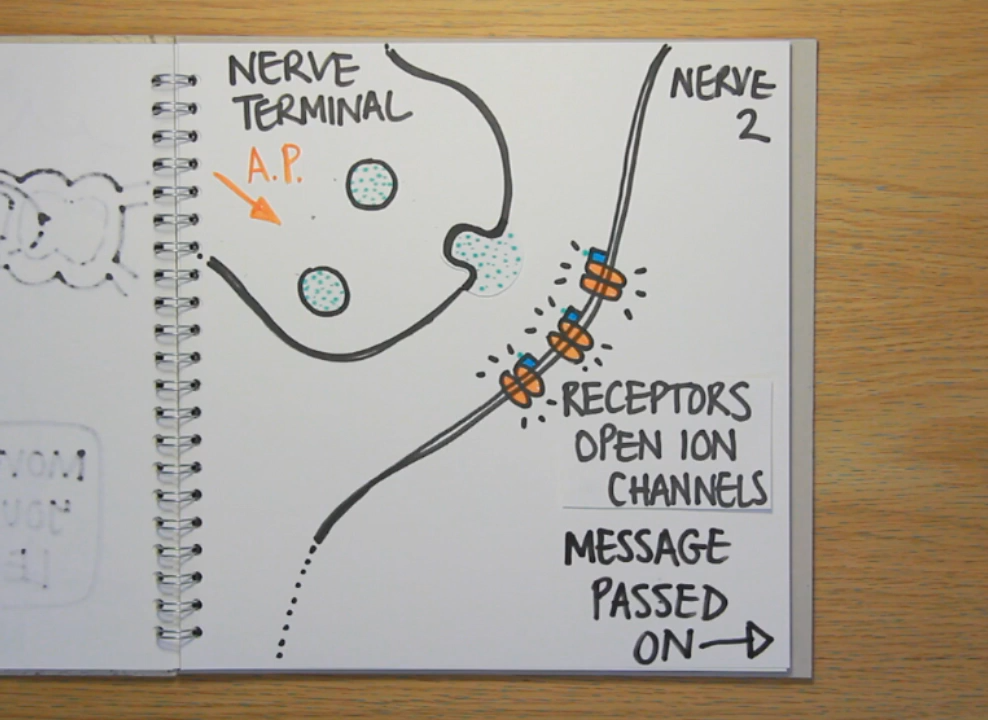 NERVE
TERMINAL
A.P.
NERVE
2
RECEPTORS
OPEN ION
CHANNELS
MESSAGE
PASSED
ON